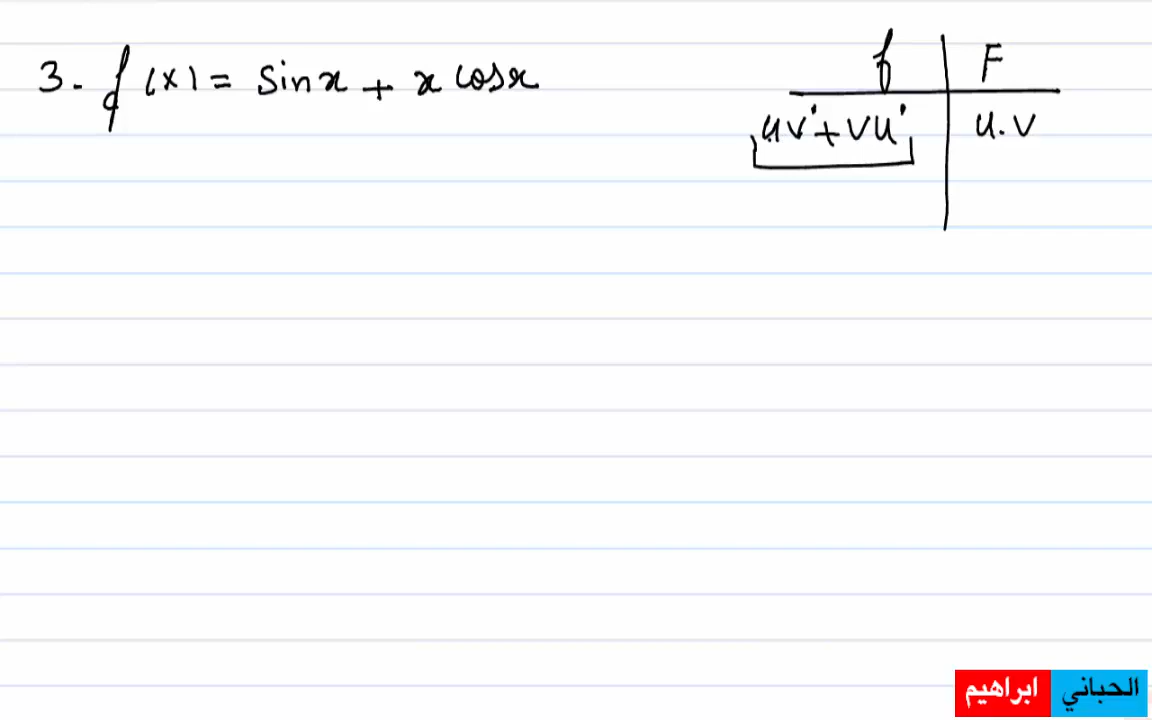 3. f(x) = sin x + x cos x
f | F
uv' + vu' | u.v
الحباني ابراهيم